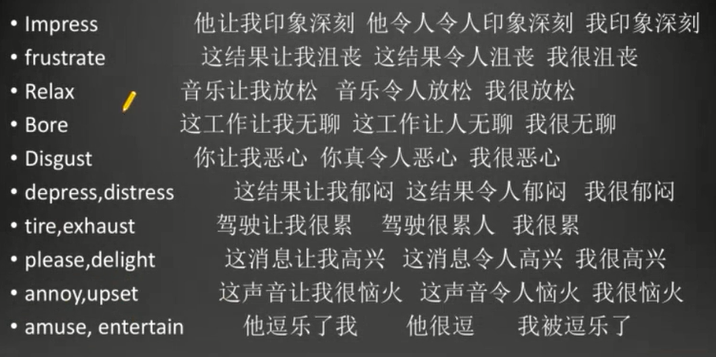 • Impress 他让我印象深刻 他令人令人印象深刻 我印象深刻
• frustrate 这结果让我沮丧 这结果令人沮丧 我很沮丧
• Relax 音乐让我放松 音乐令人放松 我很放松
• Bore 这工作让我无聊 这工作让人无聊 我很无聊
• Disgust 你让我恶心 你真令人恶心 我很恶心
• depress,distress 这结果让我郁闷 这结果令人郁闷 我很郁闷
• tire,exhaust 驾驶让我很累 驾驶很累人 我很累
• please,delight 这消息让我高兴 这消息令人高兴 我很高兴
• annoy,upset 这声音让我很恼火 这声音令人恼火 我很恼火
• amuse, entertain 他逗乐了我 他很逗 我被逗乐了